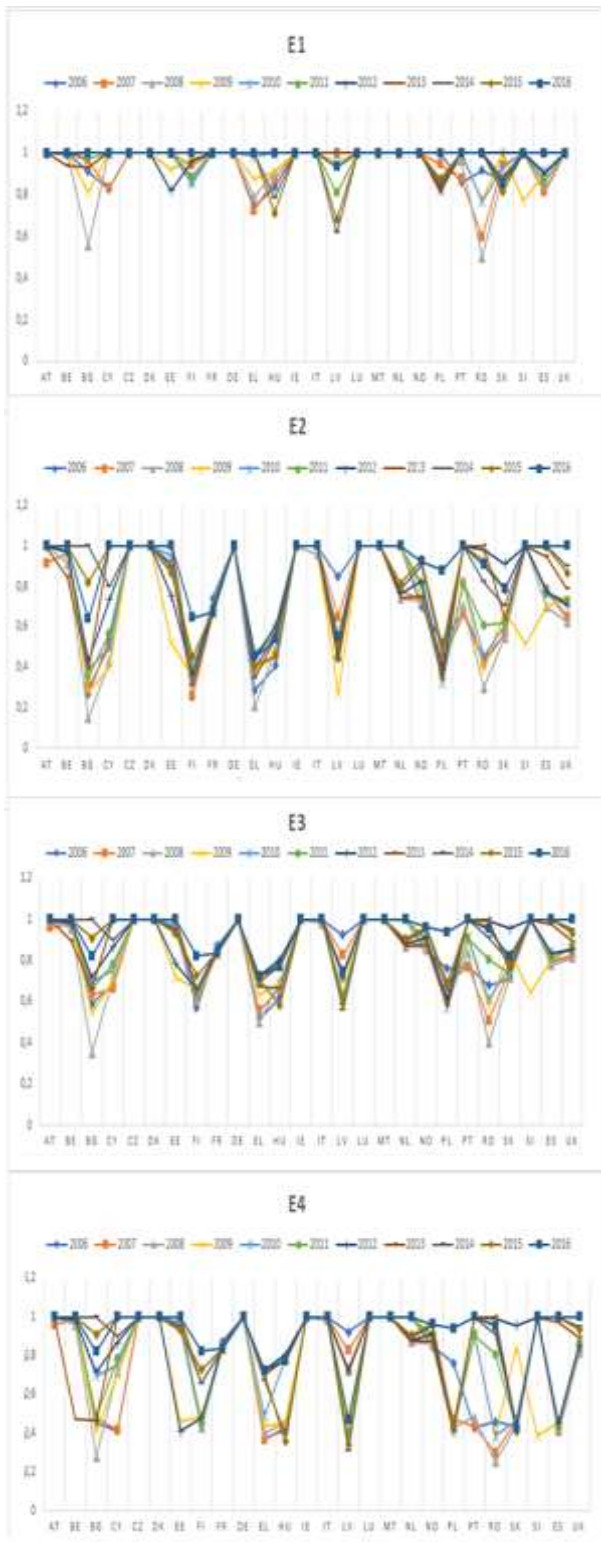 E1
2006 2007 2008 2009 2010 2011 2012 2013 2014 2015 2016
1,2
1
0,8
0,6
0,4
0,2
0
AT BE BG CY CZ DK EE FI FR DE EL HU IE IT LV LU MT NL NO PL PT RO SK SI ES UK
E2
2006 2007 2008 2009 2010 2011 2012 2013 2014 2015 2016
1,2
1
0,8
0,6
0,4
0,2
0
AT BE BG CY CZ DK EE FI FR DE EL HU IE IT LV LU MT NL NO PL PT RO SK SI ES UK
E3
2006 2007 2008 2009 2010 2011 2012 2013 2014 2015 2016
1,2
1
0,8
0,6
0,4
0,2
0
AT BE BG CY CZ DK EE FI FR DE EL HU IE IT LV LU MT NL NO PL PT RO SK SI ES UK
E4
2006 2007 2008 2009 2010 2011 2012 2013 2014 2015 2016
1,2
1
0,8
0,6
0,4
0,2
0
AT BE BG CY CZ DK EE FI FR DE EL HU IE IT LV LU MT NL NO PL PT RO SK SI ES UK